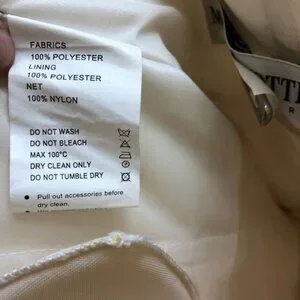 FABRICS
100% POLYESTER
LINING
100% POLYESTER
NET
100% NYLON
DO NOT WASH
DO NOT BLEACH
MAX 100°C
DRY CLEAN ONLY
DO NOT TUMBLE DRY
Pull out accessories before
dry clean.